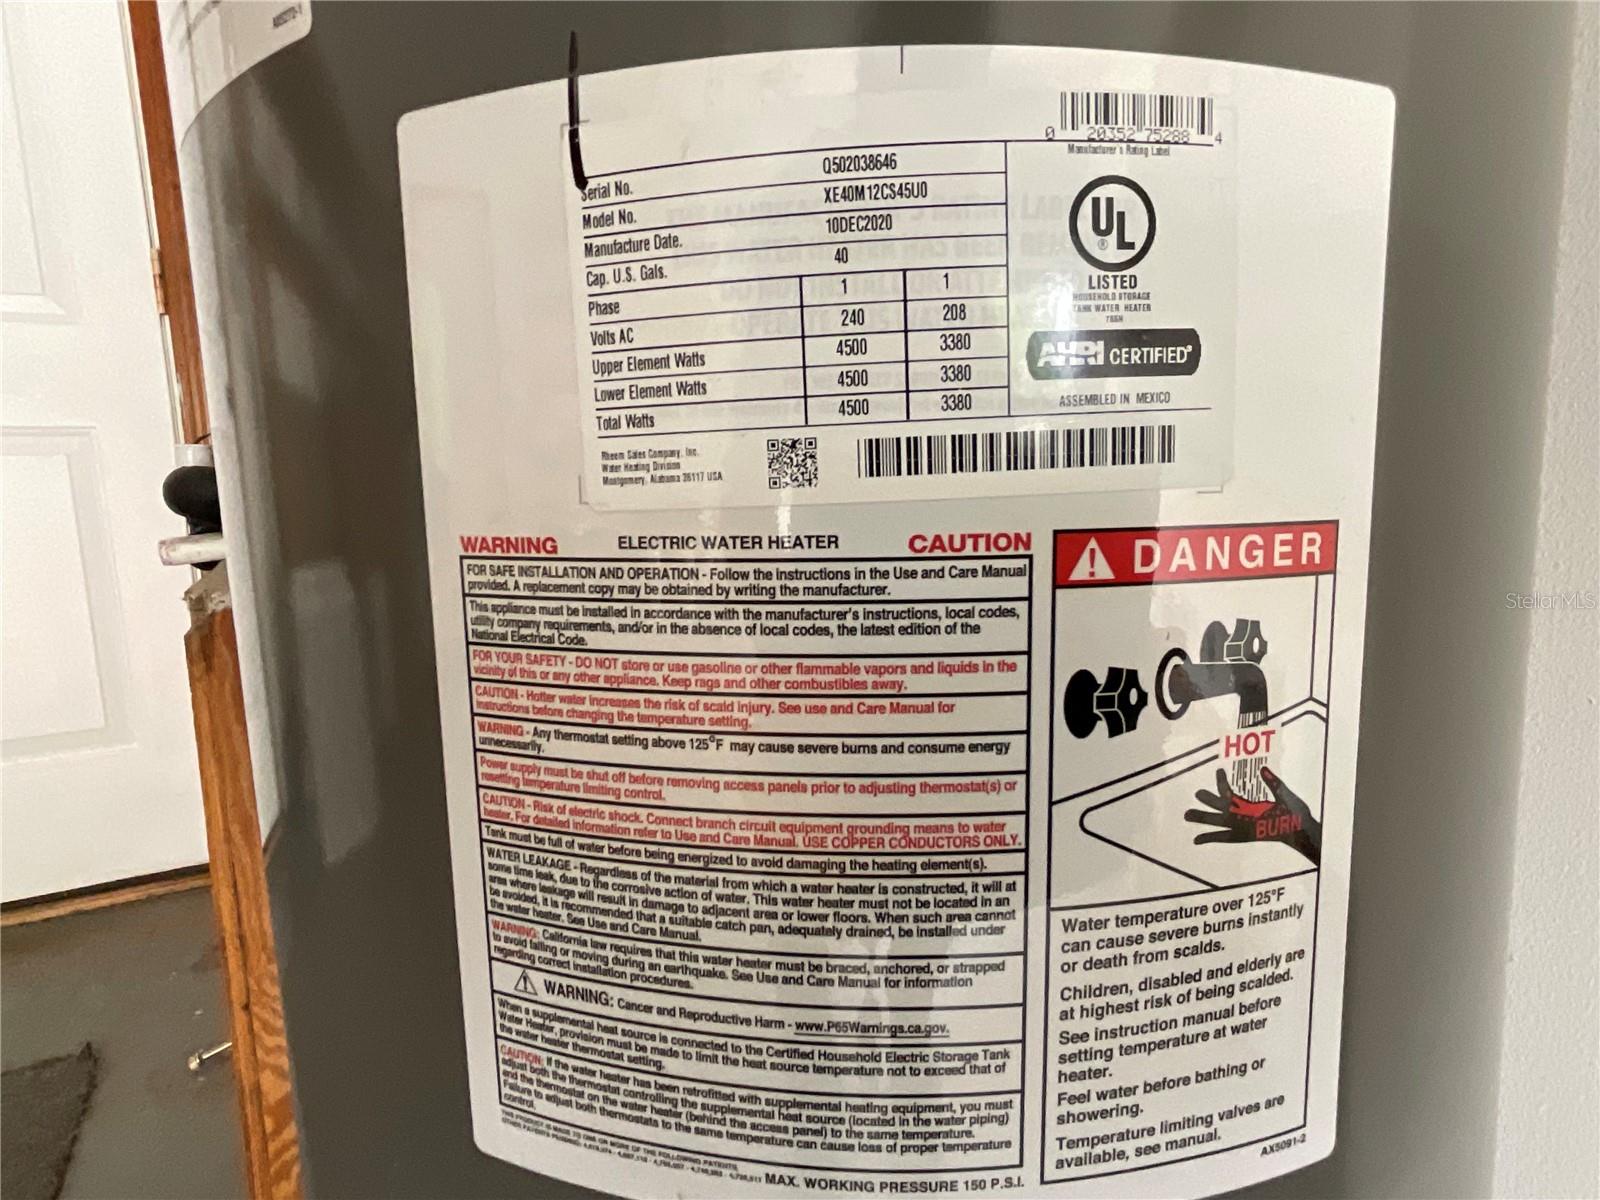 0 20352 75288 4
Manufacturer's Rating Label
Serial No. Q502038646
Model No. XE40M12CS45U0
Manufacture Date. 10DEC2020
Cap. U.S. Gals. 40
Phase 1 1
Volts AC 240 208
Upper Element Watts 4500 3380
Lower Element Watts 4500 3380
Total Watts 4500 3380
UL
®
LISTED
HOUSEHOLD STORAGE
TANK WATER HEATER
AHRI CERTIFIED®
ASSEMBLED IN MEXICO
Rheem Sales Company, Inc.
Water Heating Division
Montgomery, Alabama 36117 USA
WARNING ELECTRIC WATER HEATER CAUTION
FOR SAFE INSTALLATION AND OPERATION - Follow the instructions in the Use and Care Manual
provided. A replacement copy may be obtained by writing the manufacturer.
This appliance must be installed in accordance with the manufacturer's instructions, local codes,
utility company requirements, and/or in the absence of local codes, the latest edition of the
National Electrical Code.
FOR YOUR SAFETY - DO NOT store or use gasoline or other flammable vapors and liquids in the
vicinity of this or any other appliance. Keep rags and other combustibles away.
CAUTION - Hotter water increases the risk of scald injury. See use and Care Manual for
instructions before changing the temperature setting.
WARNING - Any thermostat setting above 125°F may cause severe burns and consume energy
unnecessarily.
Power supply must be shut off before removing access panels prior to adjusting thermostat(s) or
resetting temperature limiting control.
CAUTION - Risk of electric shock. Connect branch circuit equipment grounding means to water
heater. For detailed information refer to Use and Care Manual. USE COPPER CONDUCTORS ONLY.
Tank must be full of water before being energized to avoid damaging the heating element(s).
WATER LEAKAGE - Regardless of the material from which a water heater is constructed, it will at
some time leak, due to the corrosive action of water. This water heater must not be located in an
area where leakage will result in damage to adjacent area or lower floors. When such area cannot
be avoided, it is recommended that a suitable catch pan, adequately drained, be installed under
the water heater. See Use and Care Manual.
WARNING: California law requires that this water heater must be braced, anchored, or strapped
to avoid falling or moving during an earthquake. See Use and Care Manual for information
regarding correct installation procedures.
WARNING: Cancer and Reproductive Harm - www.P65Warnings.ca.gov.
When a supplemental heat source is connected to the Certified Household Electric Storage Tank
Water Heater, provision must be made to limit the heat source temperature not to exceed that of
the water heater thermostat setting.
CAUTION: If the water heater has been retrofitted with supplemental heating equipment, you must
adjust both the thermostat controlling the supplemental heat source (located in the water piping)
and the thermostat on the water heater (behind the access panel) to the same temperature.
Failure to adjust both thermostats to the same temperature can cause loss of proper temperature
control.
THIS PRODUCT IS MADE TO ONE OR MORE OF THE FOLLOWING PATENTS
MAX. WORKING PRESSURE 150 P.S.I.
DANGER
HOT
BURN
Water temperature over 125°F
can cause severe burns instantly
or death from scalds.
Children, disabled and elderly are
at highest risk of being scalded.
See instruction manual before
setting temperature at water
heater.
Feel water before bathing or
showering.
Temperature limiting valves are
available, see manual.
AX5091-2
StellarMLS